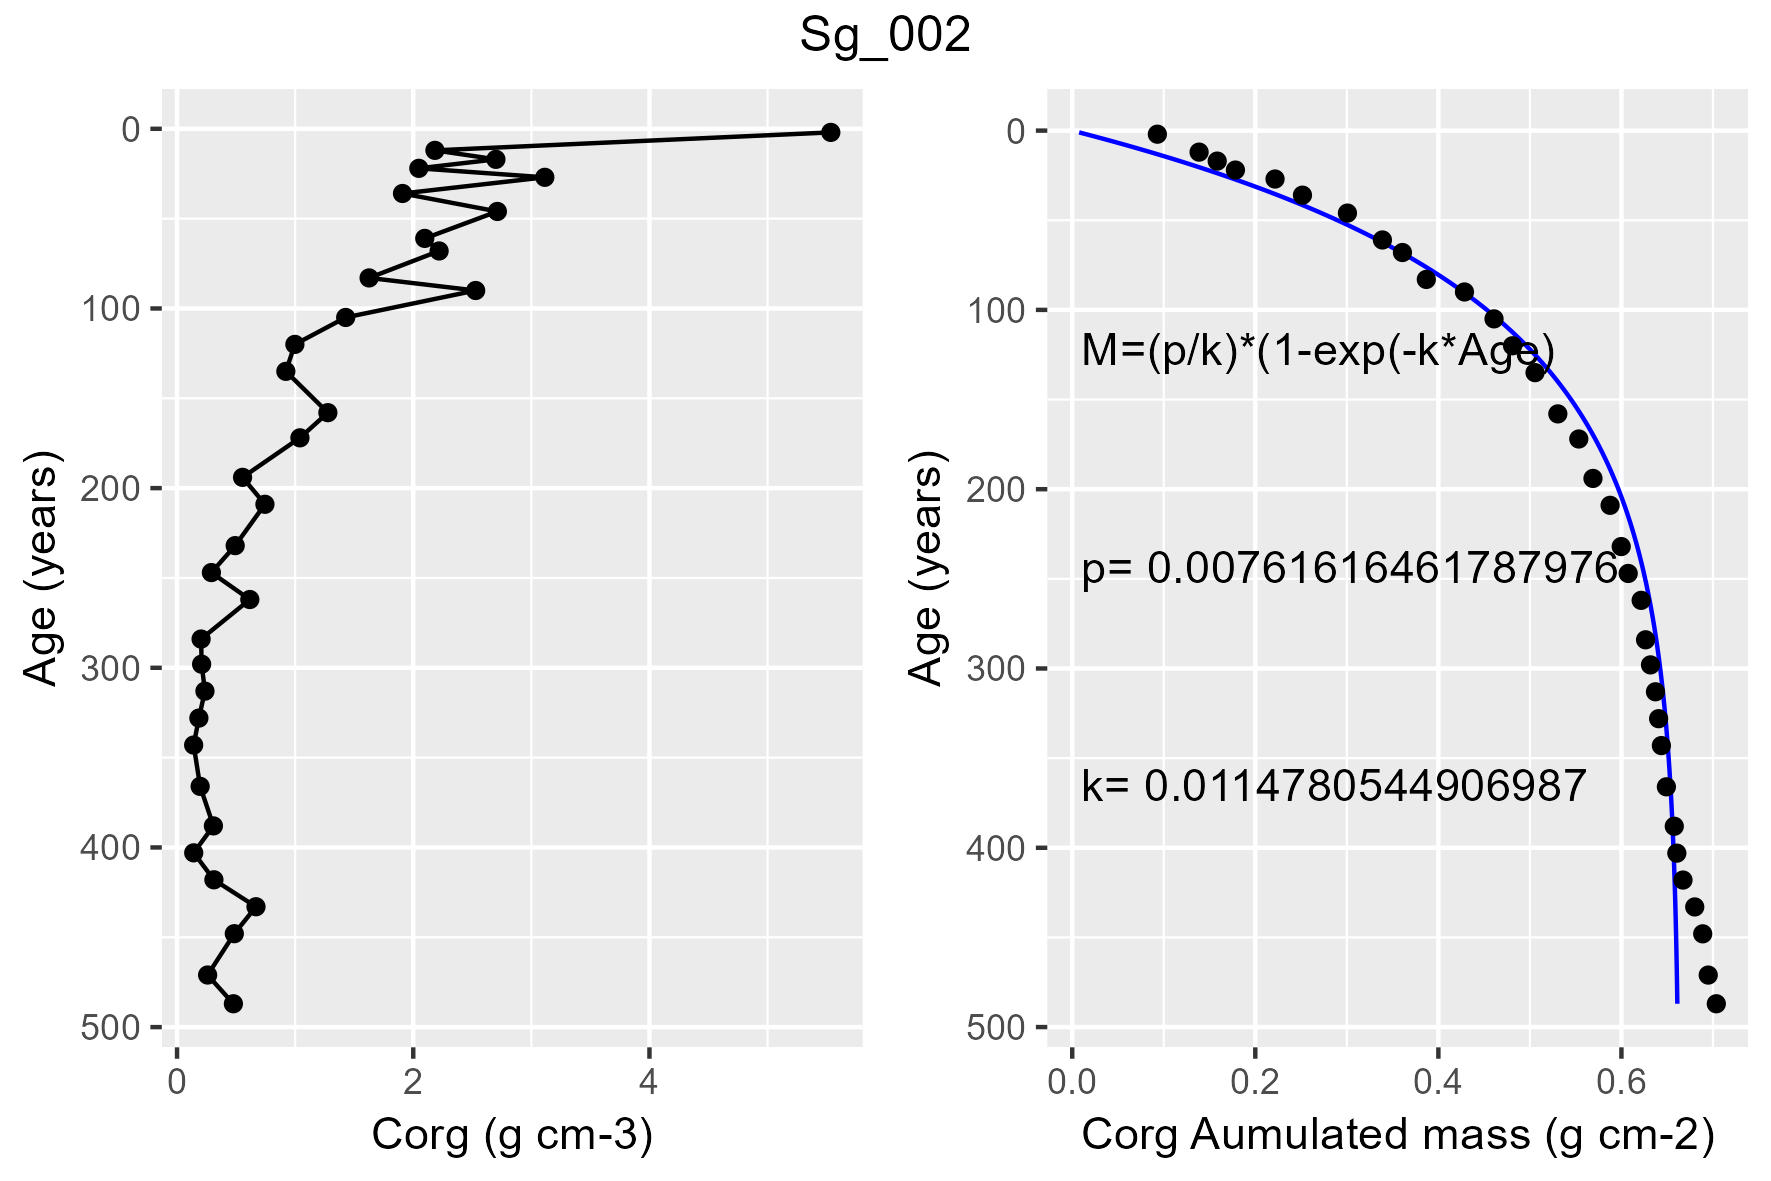 Sg_002
0
100
200
300
400
500
Age (years)
0
2
4
Corg (g cm-3)
0
100
200
300
400
500
Age (years)
M=(p/k)*(1-exp(-k*Age)
p= 0.00761616461787976
k= 0.0114780544906987
0.0
0.2
0.4
0.6
Corg Aumulated mass (g cm-2)